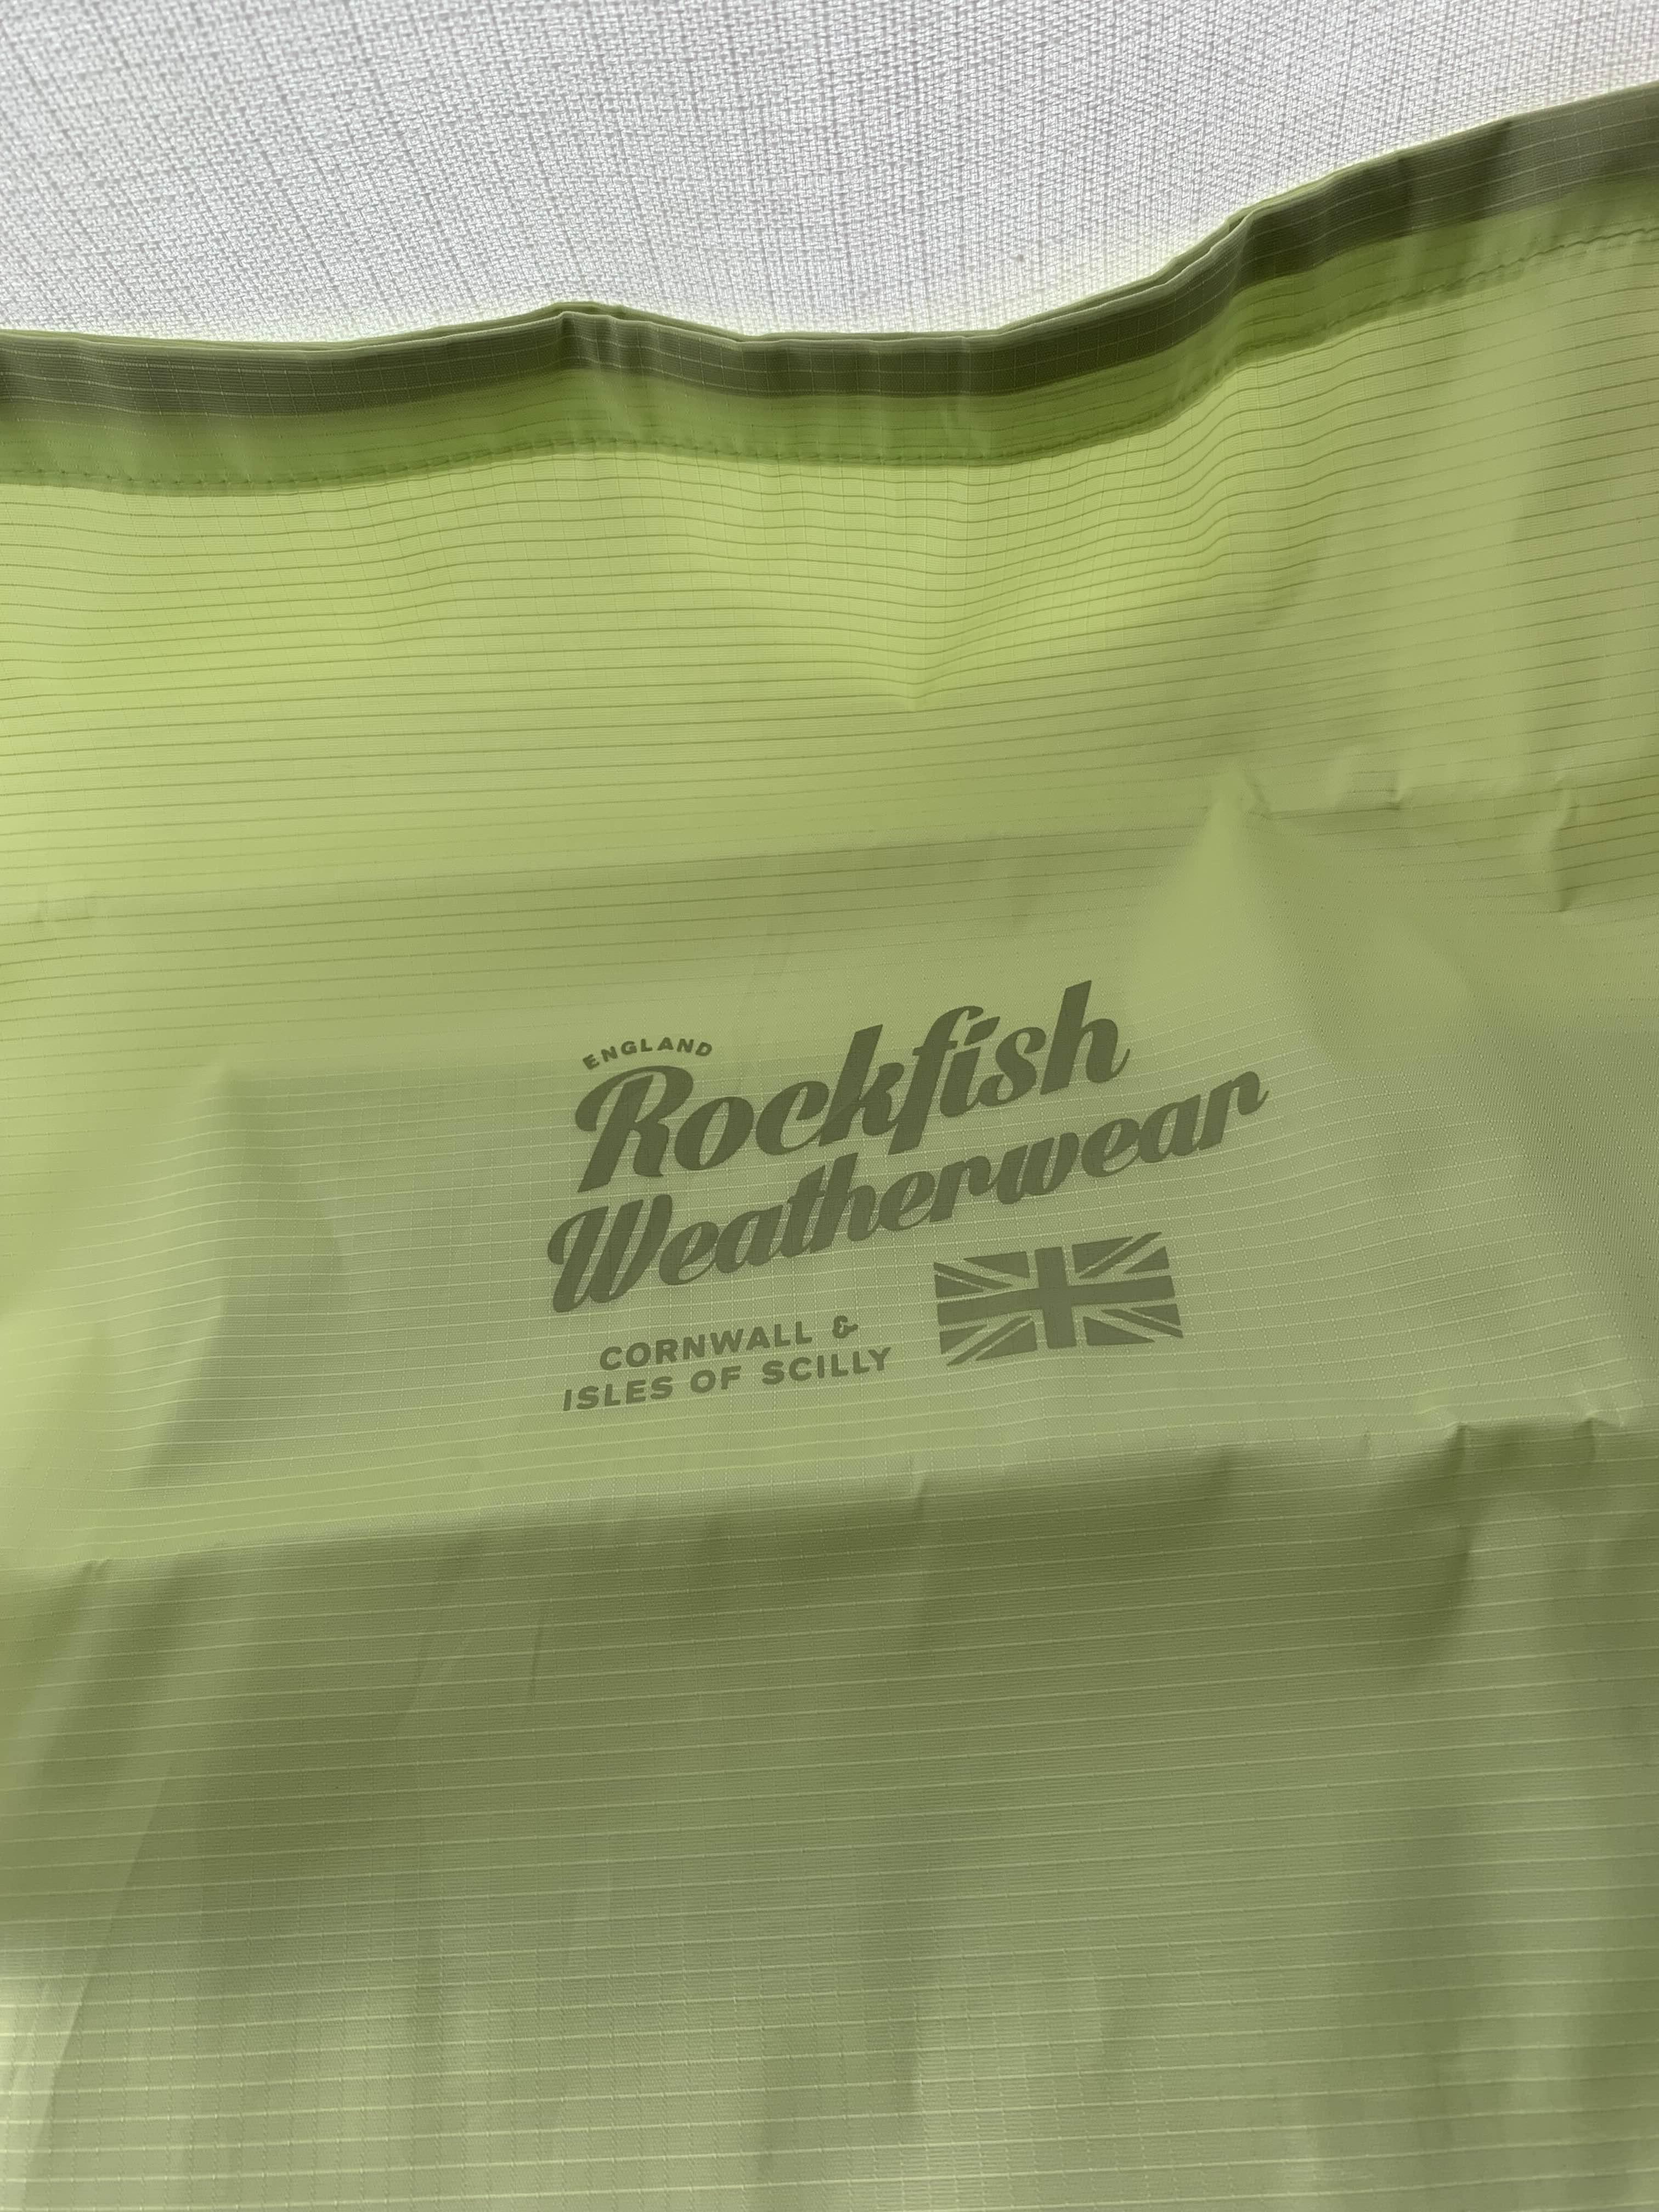 ENGLAND
Rockfish
Weatherwear
CORNWALL &
ISLES OF SCILLY